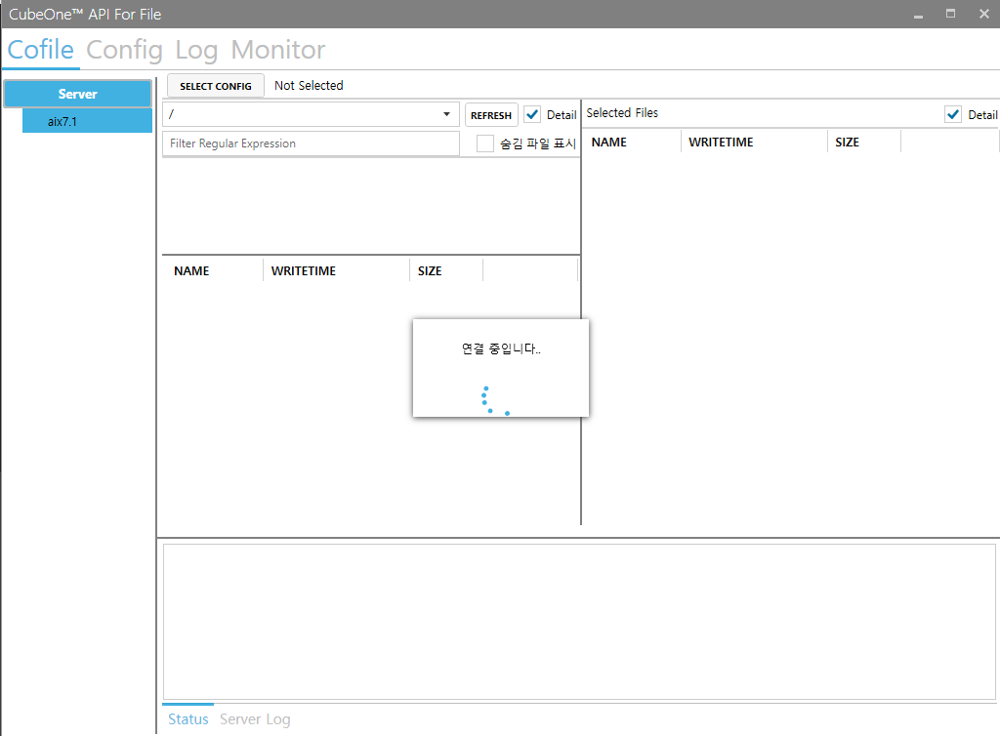 CubeOne™ API For File
Cofile Config Log Monitor
Server
aix7.1
SELECT CONFIG Not Selected
/ REFRESH Detail
Filter Regular Expression 숨김 파일 표시
NAME WRITETIME SIZE
Selected Files Detail
NAME WRITETIME SIZE
연결 중입니다..
Status Server Log